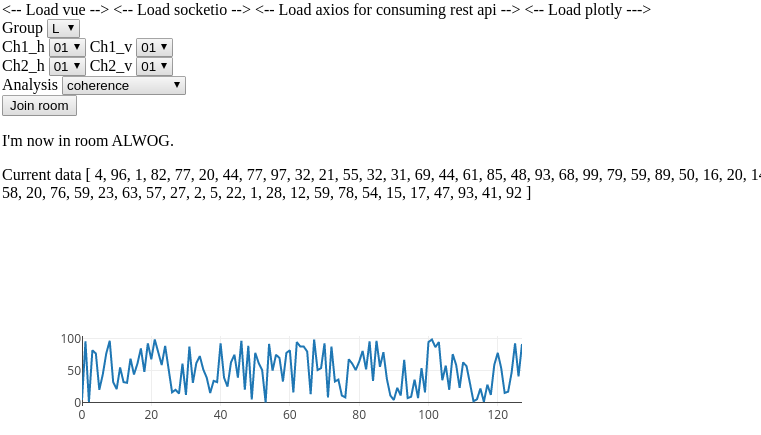 <-- Load vue --> <-- Load socketio --> <-- Load axios for consuming rest api --> <-- Load plotly --->
Group L
Ch1_h 01 Ch1_v 01
Ch2_h 01 Ch2_v 01
Analysis coherence
Join room
I'm now in room ALWOG.
Current data [ 4, 96, 1, 82, 77, 20, 44, 77, 97, 32, 21, 55, 32, 31, 69, 44, 61, 85, 48, 93, 68, 99, 79, 59, 89, 50, 16, 20,
58, 20, 76, 59, 23, 63, 57, 27, 2, 5, 22, 1, 28, 12, 59, 78, 54, 15, 17, 47, 93, 41, 92 ]
100
50
0
0 20 40 60 80 100 120